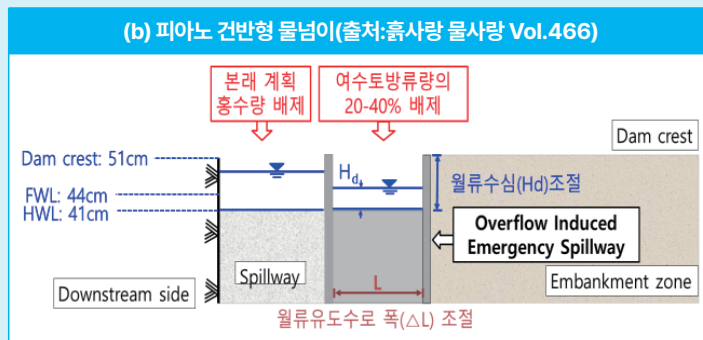 (b) 피아노 건반형 물넘이(출처:흙사랑 물사랑 Vol.466)
본래 계획
홍수량 배제
여수토방류량의
20-40% 배제
Dam crest
Dam crest: 51cm
Hd
월류수심(Hd)조절
FWL: 44cm
HWL: 41cm
Overflow Induced
Emergency Spillway
Spillway
L
Embankment zone
Downstream side
월류유도수로 폭(△L) 조절